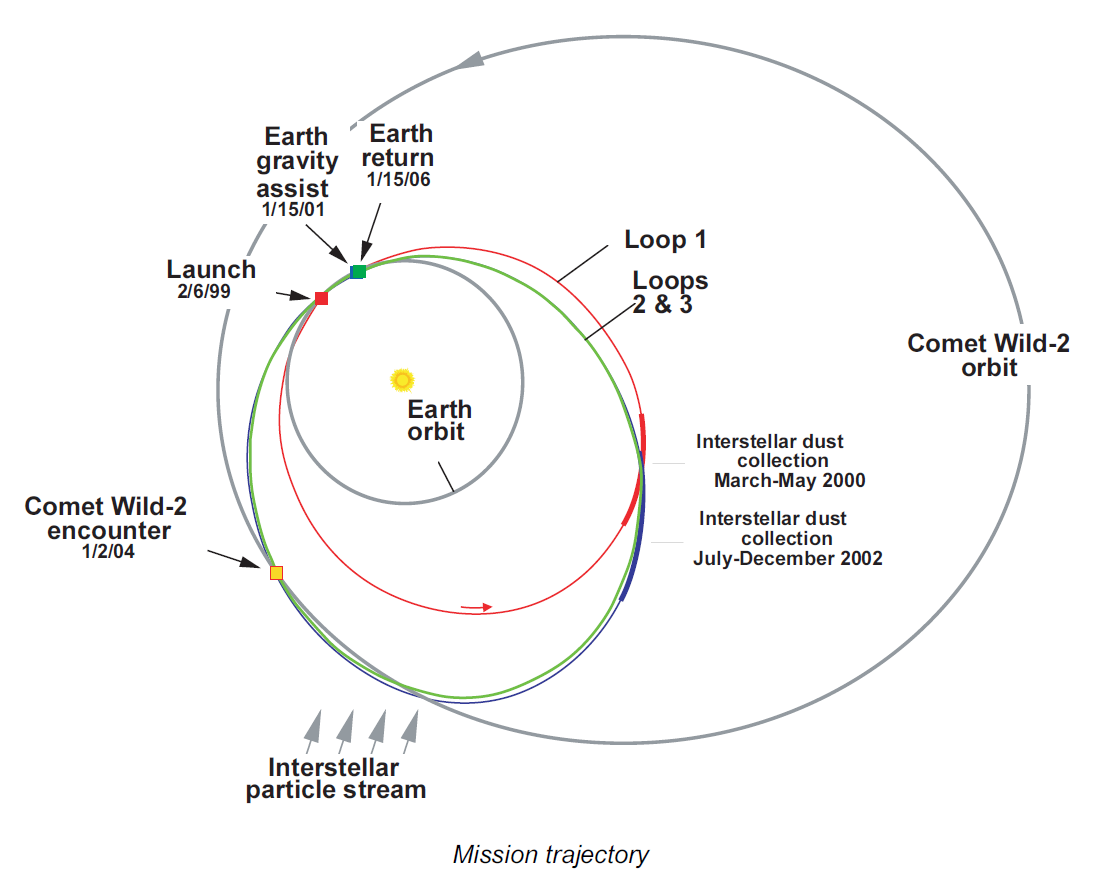 Earth
gravity
assist
1/15/01
Earth
return
1/15/06
Launch
2/6/99
Loop 1
Loops
2 & 3
Comet Wild-2
orbit
Earth
orbit
Interstellar dust
collection
March-May 2000
Interstellar dust
collection
July-December 2002
Comet Wild-2
encounter
1/2/04
Interstellar
particle stream
Mission trajectory